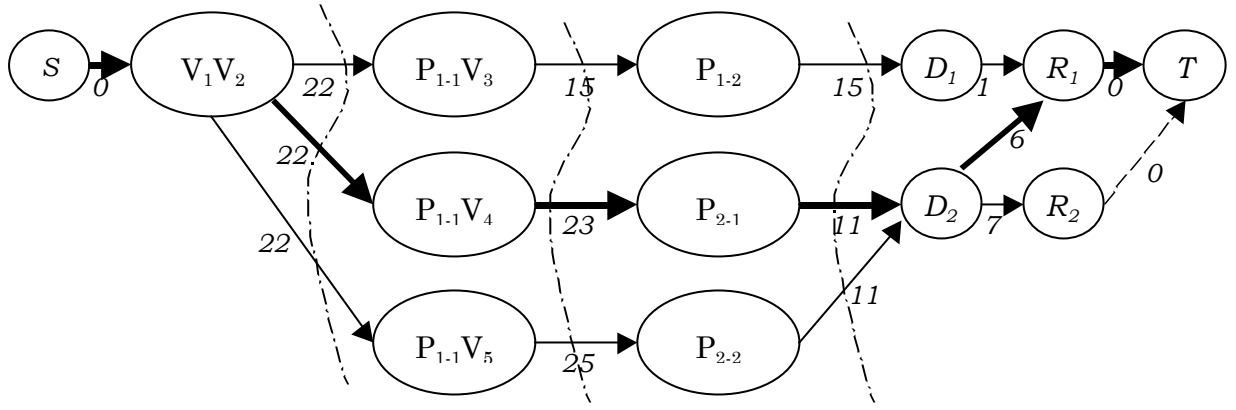 S
V₁V₂
P₁₋₁V₃
P₁₋₂
D₁
R₁
T
0
22
15
15
1
0
22
6
0
P₁₋₁V₄
P₂₋₁
D₂
R₂
23
11
7
22
11
P₁₋₁V₅
P₂₋₂
25